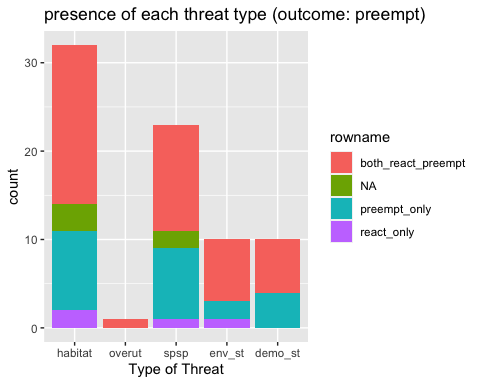 presence of each threat type (outcome: preempt)
30
20
10
0
count
habitat overut spsp env_st demo_st
Type of Threat
rowname
both_react_preempt
NA
preempt_only
react_only